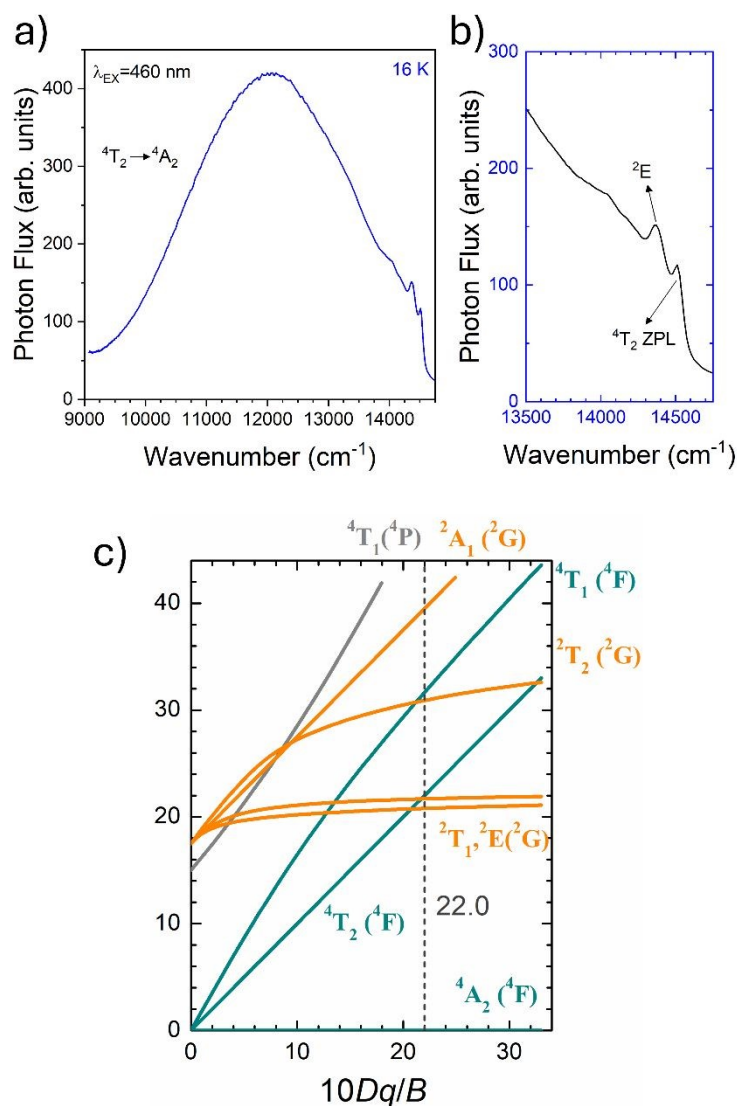 a)
λEX=460 nm
16 K
⁴T₂→⁴A₂
400
300
200
100
0
Photon Flux (arb. units)
9000 10000 11000 12000 13000 14000
Wavenumber (cm⁻¹)
b)
300
200
100
0
Photon Flux (arb. units)
²E
⁴T₂ ZPL
13500 14000 14500
Wavenumber (cm⁻¹)
c)
⁴T₁(⁴P) ²A₁ (²G)
⁴T₁ (⁴F)
²T₂ (²G)
²T₁,²E(²G)
⁴T₂ (⁴F)
22.0
⁴A₂ (⁴F)
40
30
20
10
0
0 10 20 30
10Dq/B